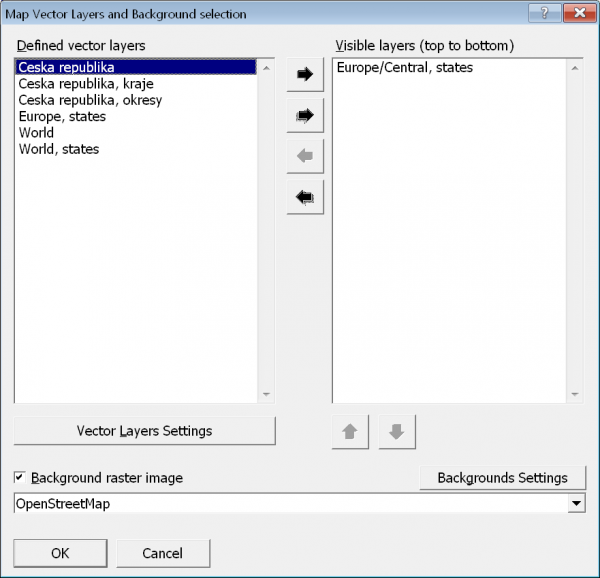 Map Vector Layers and Background selection
Defined vector layers
Ceska republika
Ceska republika, kraje
Ceska republika, okresy
Europe, states
World
World, states
Visible layers (top to bottom)
Europe/Central, states
Vector Layers Settings
Background raster image
Backgrounds Settings
OpenStreetMap
OK
Cancel